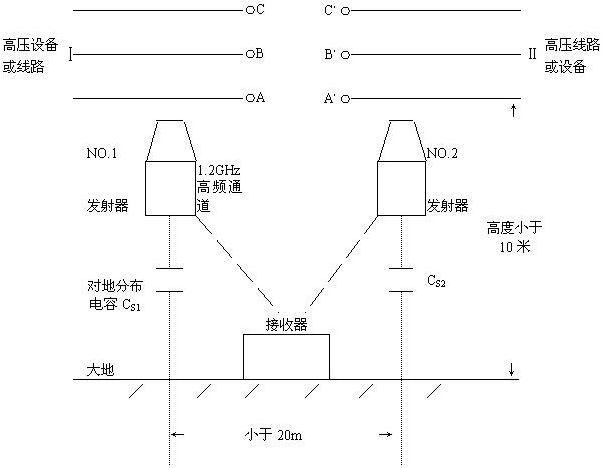 C C'
高压设备 Ⅰ B B' Ⅱ 高压线路
或线路 或设备
A A'
NO.1 NO.2
1.2GHz
高频通
道
发射器 发射器
高度小于
10米
对地分布
电容 CS1
CS2
接收器
大地
小于 20m